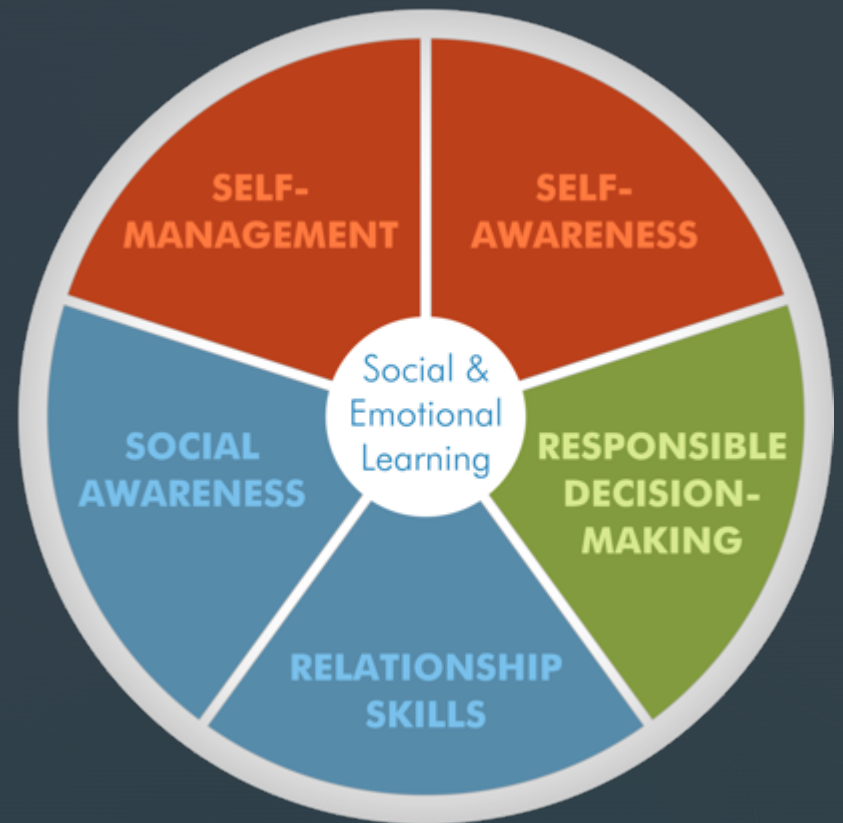 SELF-
MANAGEMENT
SELF-
AWARENESS
Social &
Emotional
Learning
SOCIAL
AWARENESS
RESPONSIBLE
DECISION-
MAKING
RELATIONSHIP
SKILLS